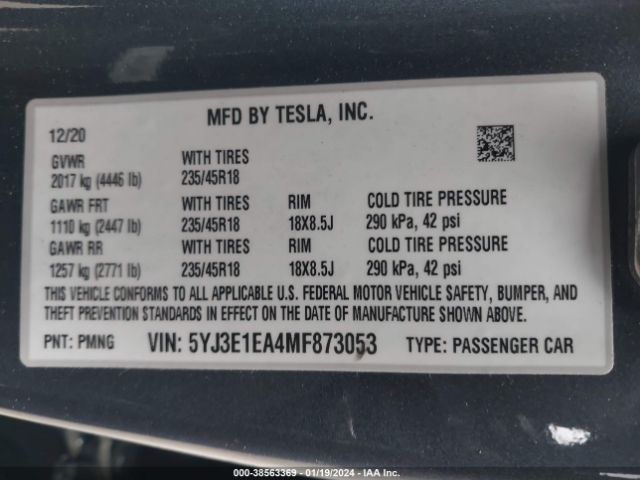 MFD BY TESLA, INC.
12/20
GVWR WITH TIRES
2017 kg (4446 lb) 235/45R18
GAWR FRT WITH TIRES RIM COLD TIRE PRESSURE
1110 kg (2447 lb) 235/45R18 18X8.5J 290 kPa, 42 psi
GAWR RR WITH TIRES RIM COLD TIRE PRESSURE
1257 kg (2771 lb) 235/45R18 18X8.5J 290 kPa, 42 psi
THIS VEHICLE CONFORMS TO ALL APPLICABLE U.S. FEDERAL MOTOR VEHICLE SAFETY, BUMPER, AND
THEFT PREVENTION STANDARDS IN EFFECT ON THE DATE OF MANUFACTURE SHOWN ABOVE.
PNT: PMNG VIN: 5YJ3E1EA4MF873053 TYPE: PASSENGER CAR
000-38563369 - 01/19/2024 - IAA Inc.